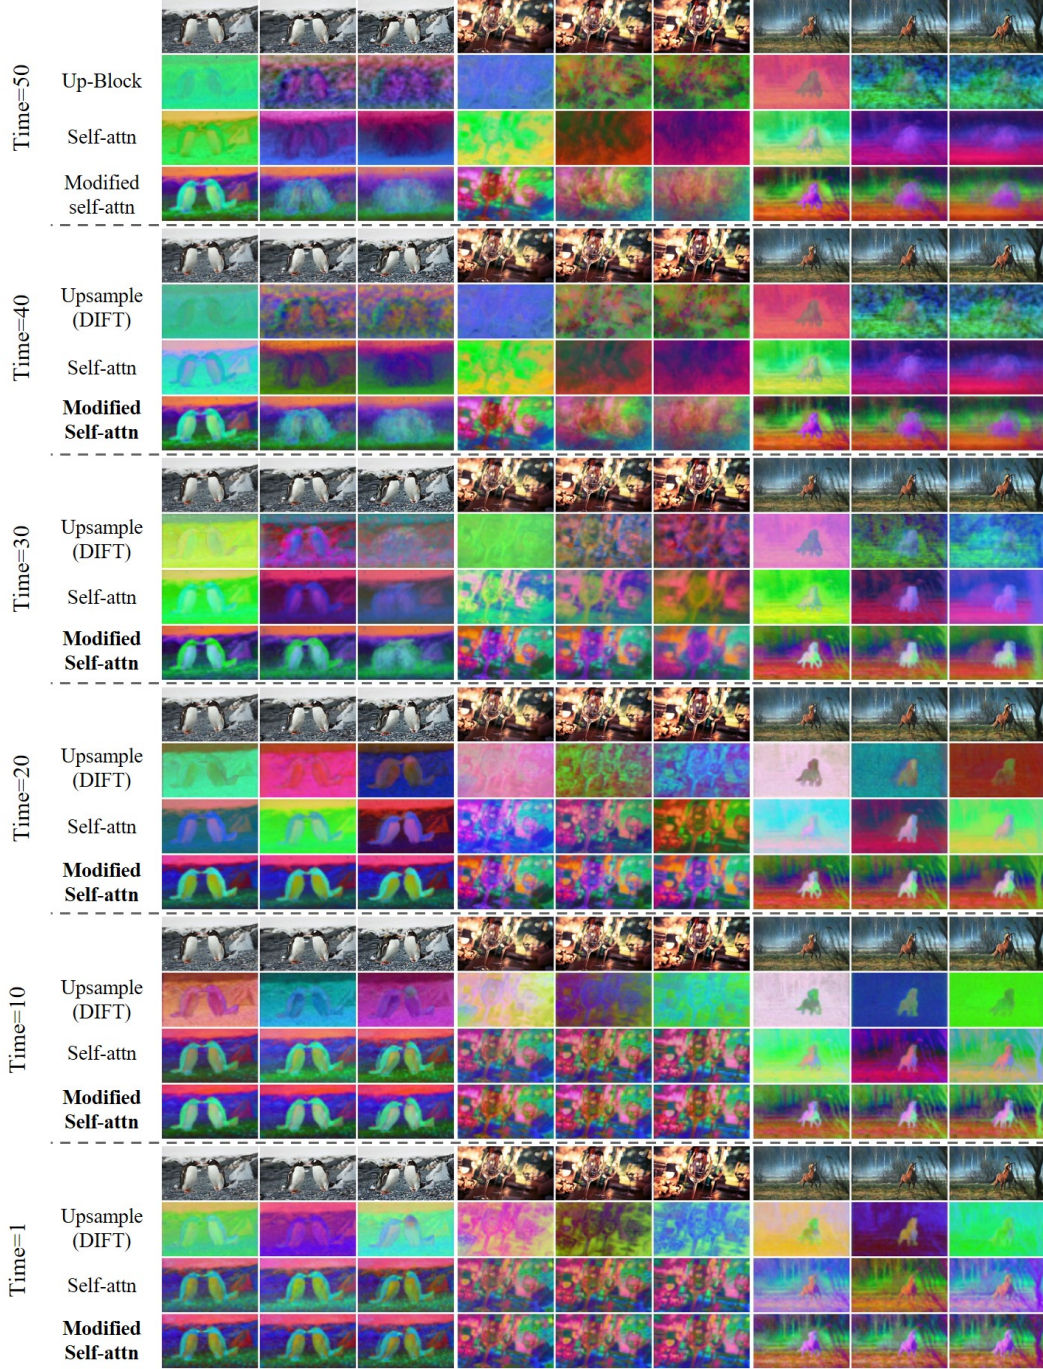 Time=50
Up-Block
Self-attn
Modified
self-attn
Time=40
Upsample
(DIFT)
Self-attn
Modified
Self-attn
Time=30
Upsample
(DIFT)
Self-attn
Modified
Self-attn
Time=20
Upsample
(DIFT)
Self-attn
Modified
Self-attn
Time=10
Upsample
(DIFT)
Self-attn
Modified
Self-attn
Time=1
Upsample
(DIFT)
Self-attn
Modified
Self-attn